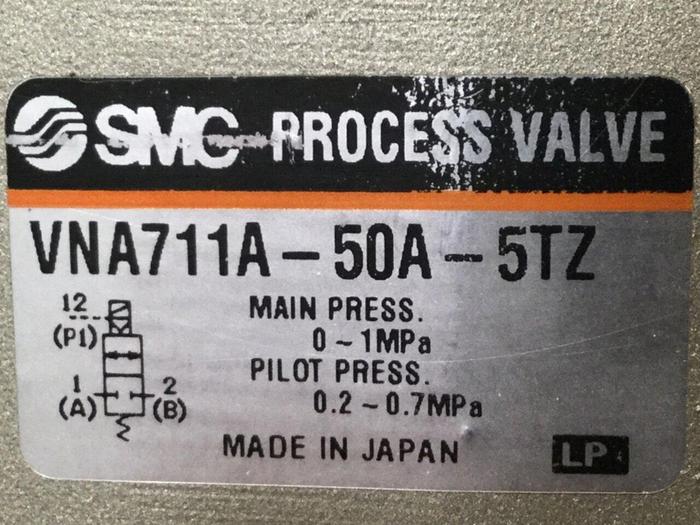 SMC PROCESS VALVE
VNA711A-50A-5TZ
12
(P1)
1
(A)
2
(B)
MAIN PRESS.
0~1MPa
PILOT PRESS.
0.2~0.7MPa
MADE IN JAPAN
LP